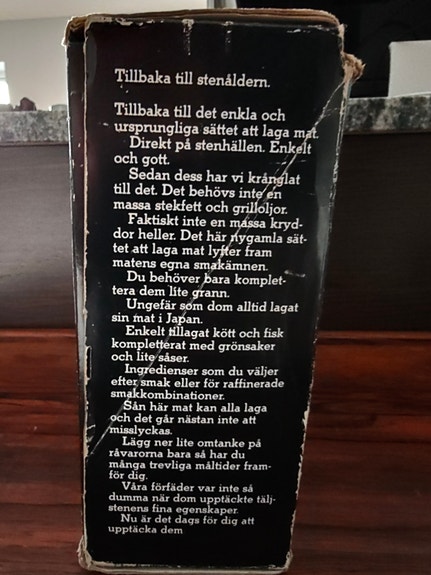 Tillbaka till stenåldern.
Tillbaka till det enkla och
ursprungliga sättet att laga mat.
Direkt på stenhällen. Enkelt
och gott.
Sedan dess har vi krånglat
till det. Det behövs inte en
massa stekfett och grilloljor.
Faktiskt inte en massa kryd-
dor heller. Det här nygamla sät-
tet att laga mat lyfter fram
matens egna smakämnen.
Du behöver bara komplet-
tera dem lite grann.
Ungefär som dom alltid lagat
sin mat i Japan.
Enkelt tillagat kött och fisk
kompletterat med grönsaker
och lite såser.
Ingredienser som du väljer
efter smak eller för raffinerade
smakkombinationer.
Sån här mat kan alla laga
och det går nästan inte att
misslyckas.
Lägg ner lite omtanke på
råvarorna bara så har du
många trevliga måltider fram-
för dig.
Våra förfäder var inte så
dumma när dom upptäckte tälj-
stenens fina egenskaper.
Nu är det dags för dig att
upptäcka dem